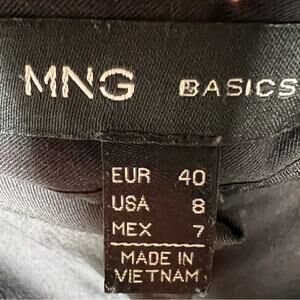 MNG BASICS
EUR 40
USA 8
MEX 7
MADE IN
VIETNAM